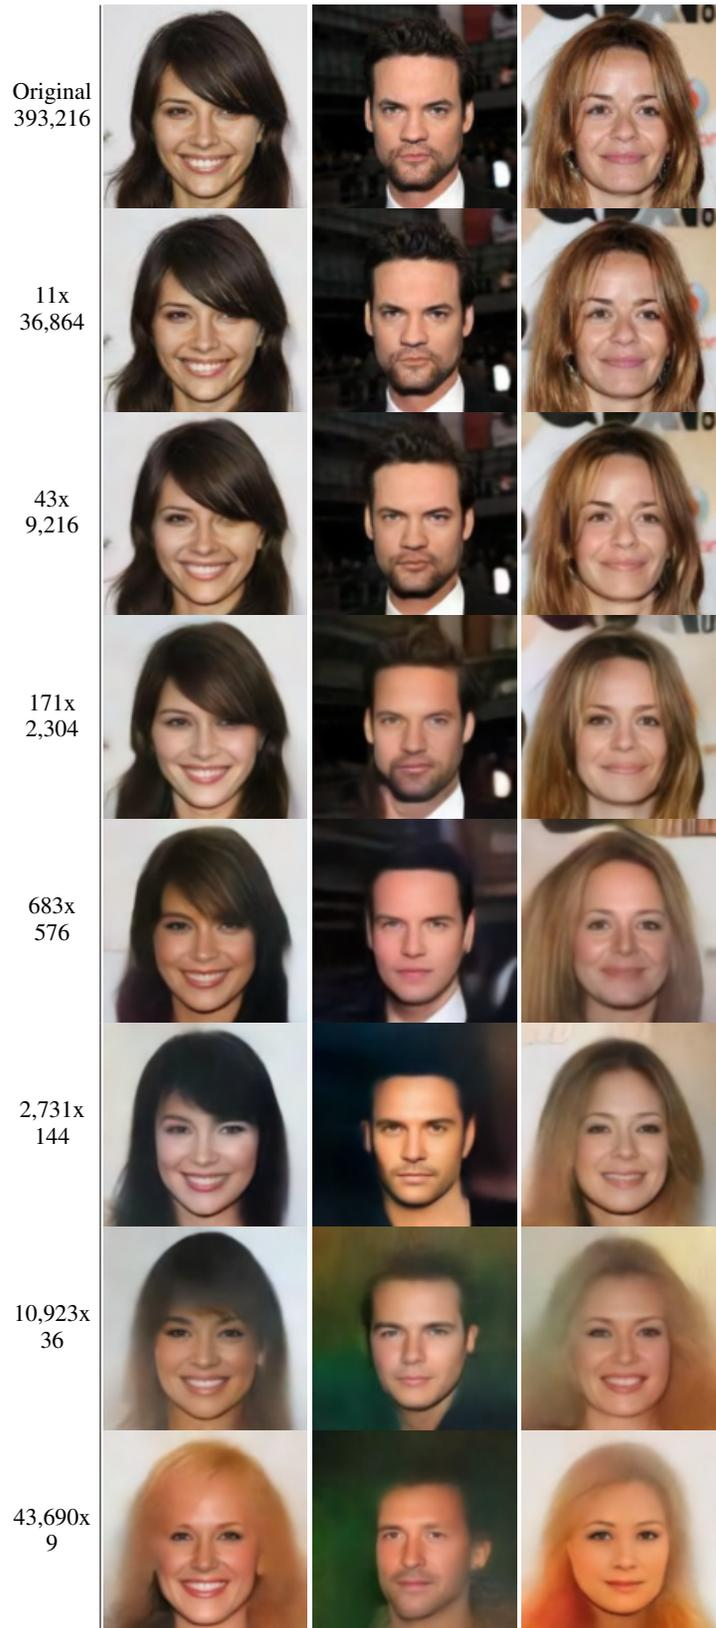 Original
393,216
11x
36,864
43x
9,216
171x
2,304
683x
576
2,731x
144
10,923x
36
43,690x
9